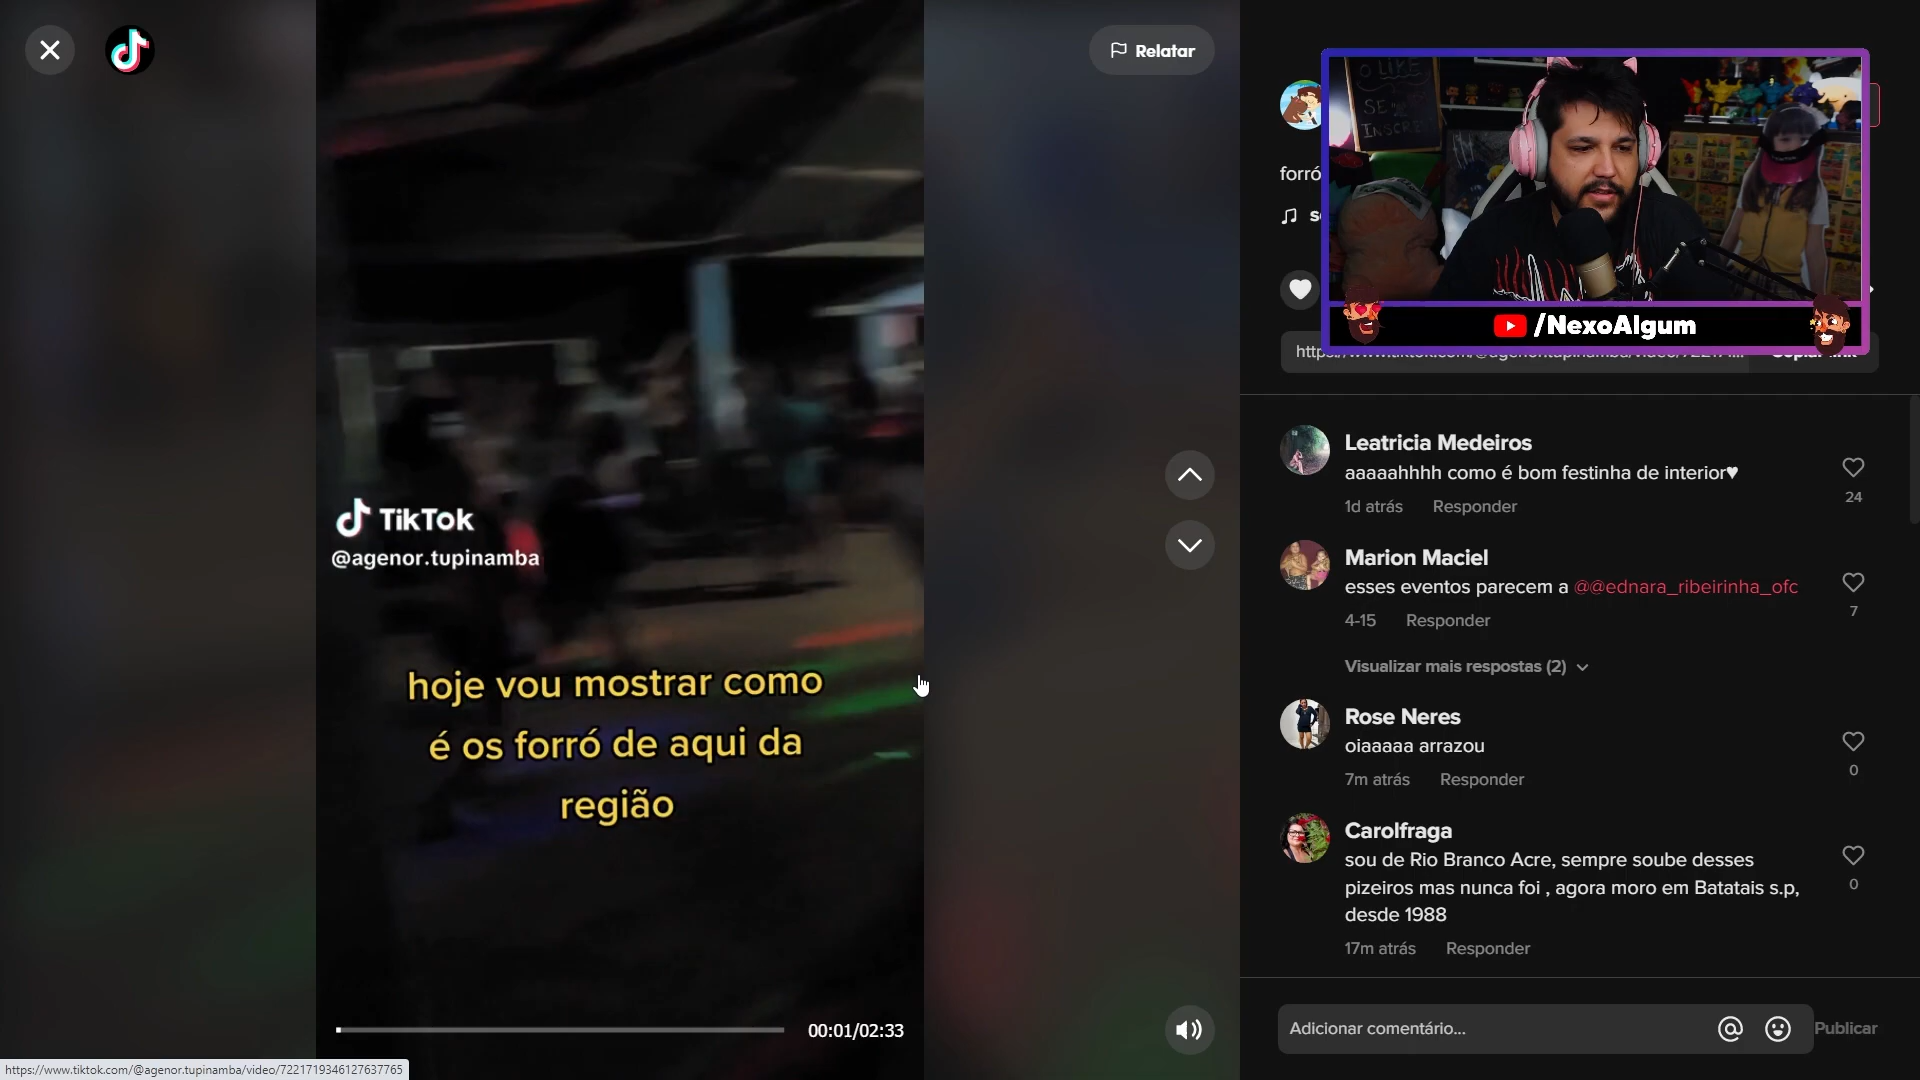 Relatar
O LIKE
SE
INSCREV
forró
/NexoAlgum
TikTok
@agenor.tupinamba
hoje vou mostrar como
é os forró de aqui da
região
00:01/02:33
Leatricia Medeiros
aaaaahhhh como é bom festinha de interior♥
24
1d atrás Responder
Marion Maciel
esses eventos parecem a @@ednara_ribeirinha_ofc
7
4-15 Responder
Visualizar mais respostas (2)
Rose Neres
oiaaaaa arrazou
0
7m atrás Responder
Carolfraga
sou de Rio Branco Acre, sempre soube desses
pizeiros mas nunca foi , agora moro em Batatais s.p,
0
desde 1988
17m atrás Responder
Adicionar comentário...
Publicar
https://www.tiktok.com/@agenor.tupinamba/video/7221719346127637765